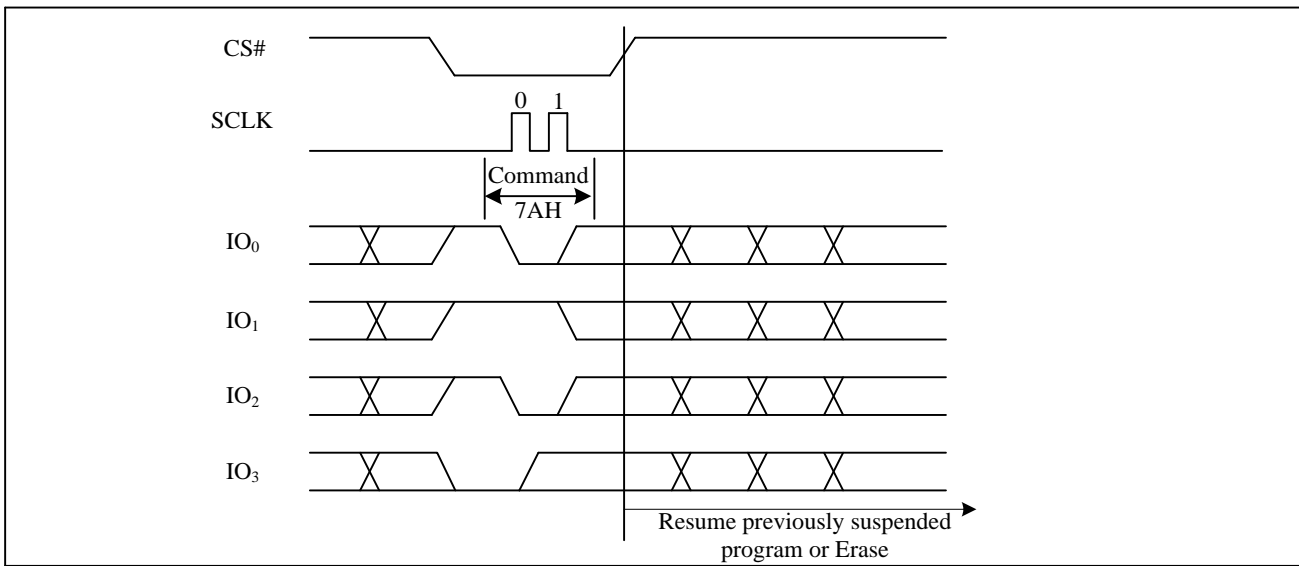 CS#
0 1
SCLK
Command
7AH
IO₀
IO₁
IO₂
IO₃
Resume previously suspended
program or Erase